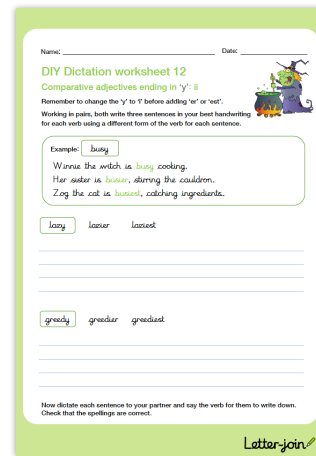 Name: Date:
DIY Dictation worksheet 12
Comparative adjectives ending in 'y': ii
Remember to change the 'y' to 'i' before adding 'er' or 'est'.
Working in pairs, both write three sentences in your best handwriting
for each verb using a different form of the verb for each sentence.
Example: busy
Winnie the witch is busy cooking.
Her sister is busier, stirring the cauldron.
Zog the cat is busiest, catching ingredients.
lazy lazier laziest
greedy greedier greediest
Now dictate each sentence to your partner and say the verb for them to write down.
Check that the spellings are correct.
Letter-join